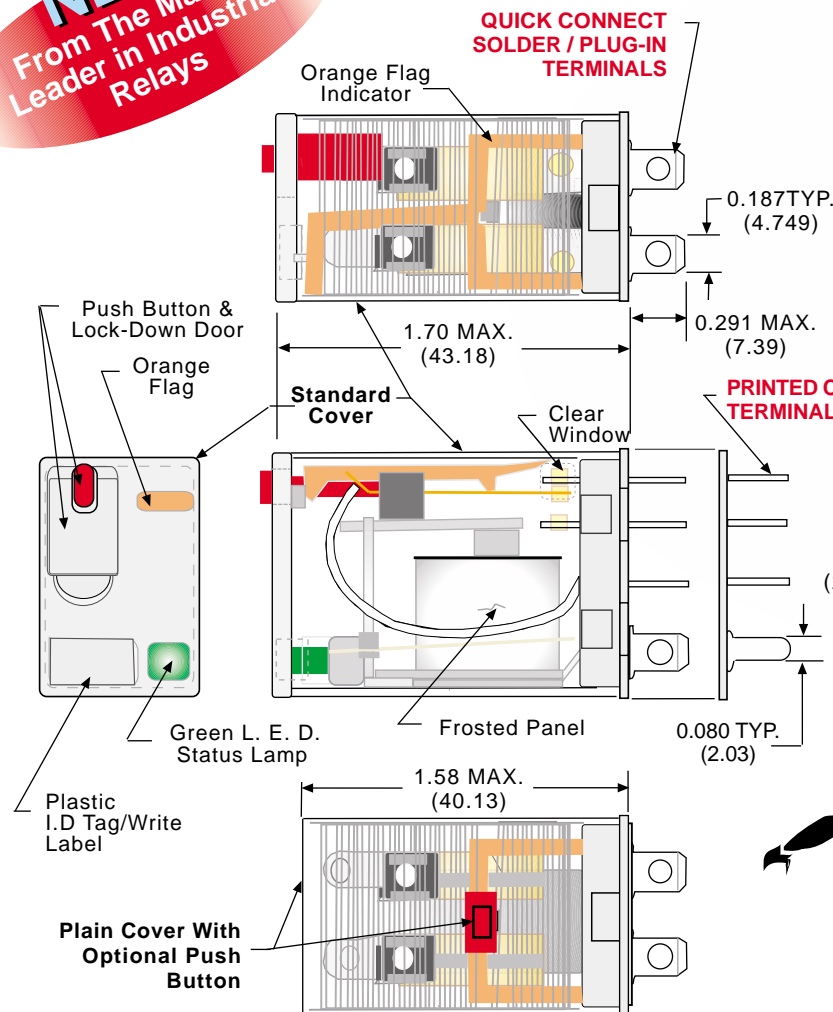 From The Ma
Leader in Industria
Relays
QUICK CONNECT
SOLDER / PLUG-IN
TERMINALS
Orange Flag
Indicator
0.187TYP.
(4.749)
Push Button &
Lock-Down Door
1.70 MAX.
(43.18)
0.291 MAX.
(7.39)
Orange
Flag
Standard
Cover
Clear
Window
PRINTED C
TERMINAL
Green L. E. D.
Status Lamp
Frosted Panel
0.080 TYP.
(2.03)
1.58 MAX.
(40.13)
Plastic
I.D Tag/Write
Label
Plain Cover With
Optional Push
Button